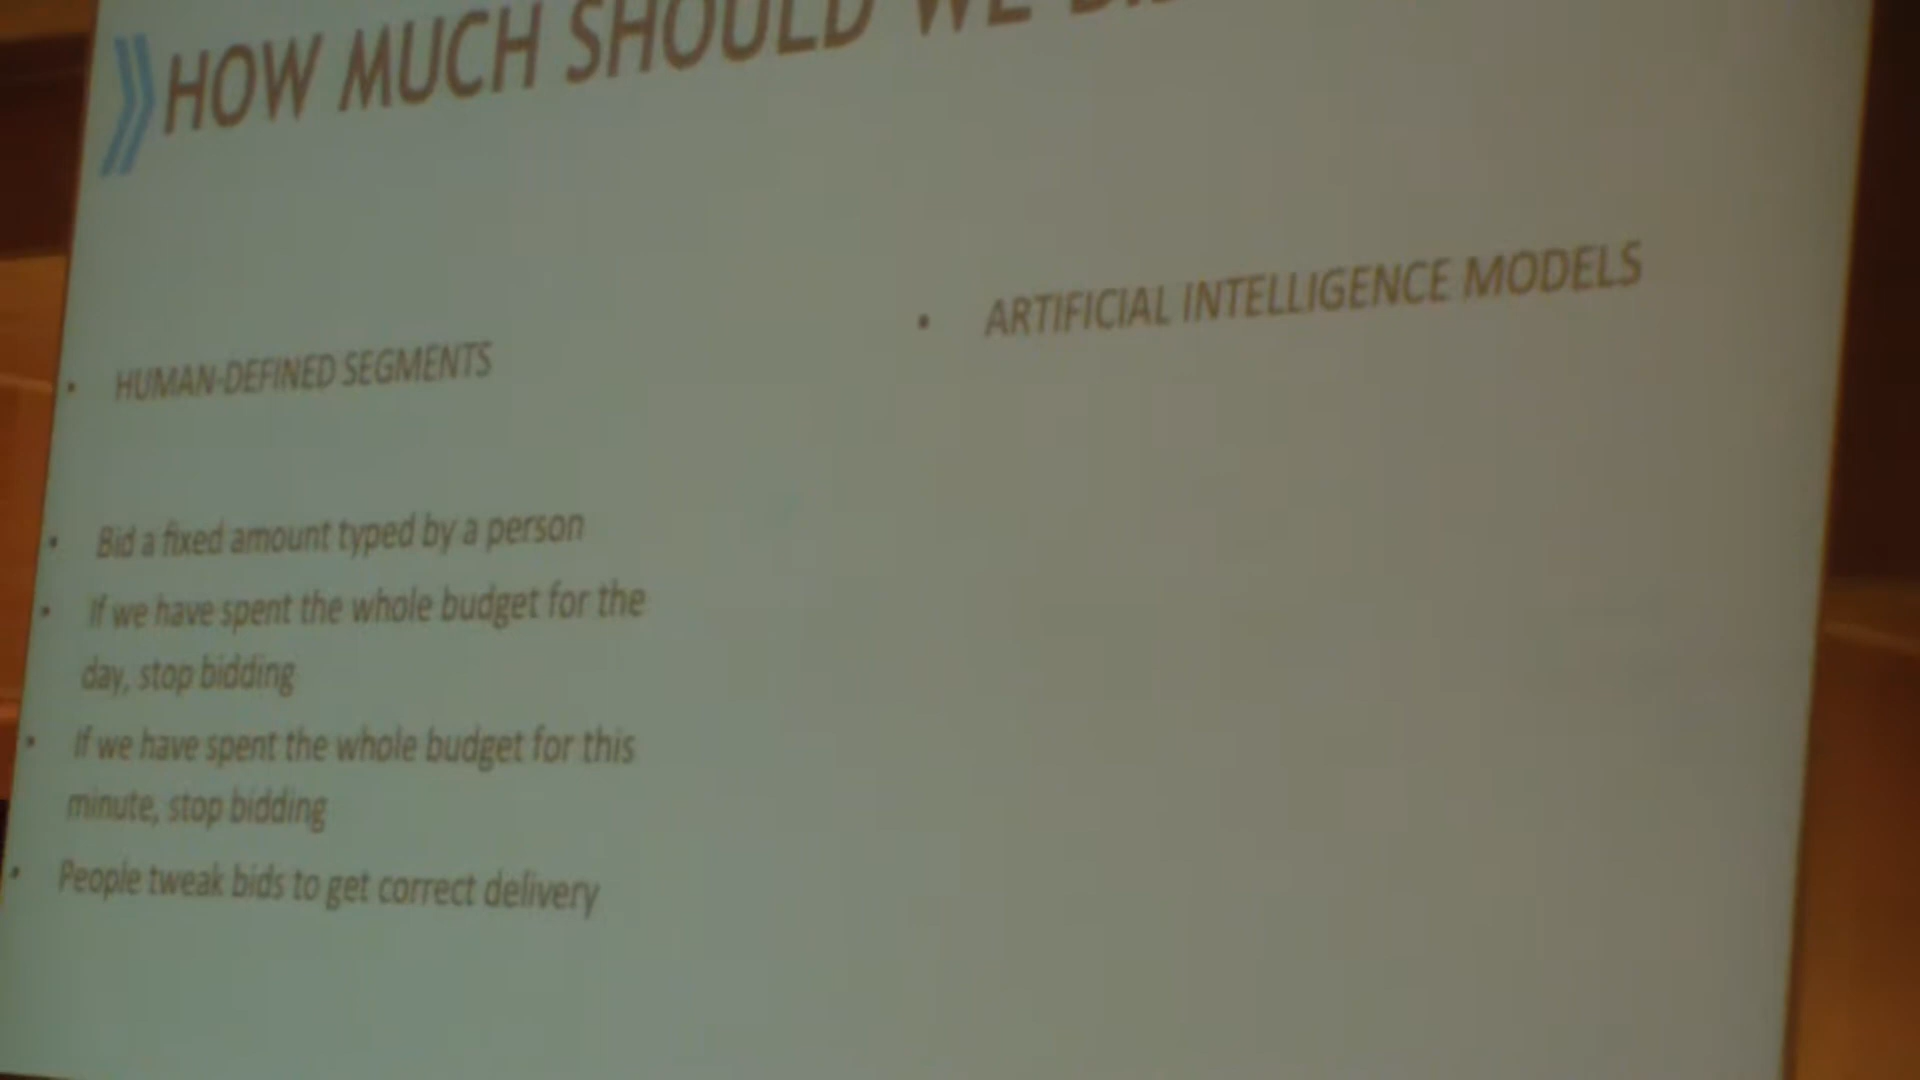 HOW MUCH SHOULD WE
• HUMAN-DEFINED SEGMENTS
• Bid a fixed amount typed by a person
• If we have spent the whole budget for the
day, stop bidding
• If we have spent the whole budget for this
minute, stop bidding
• People tweak bids to get correct delivery
• ARTIFICIAL INTELLIGENCE MODELS